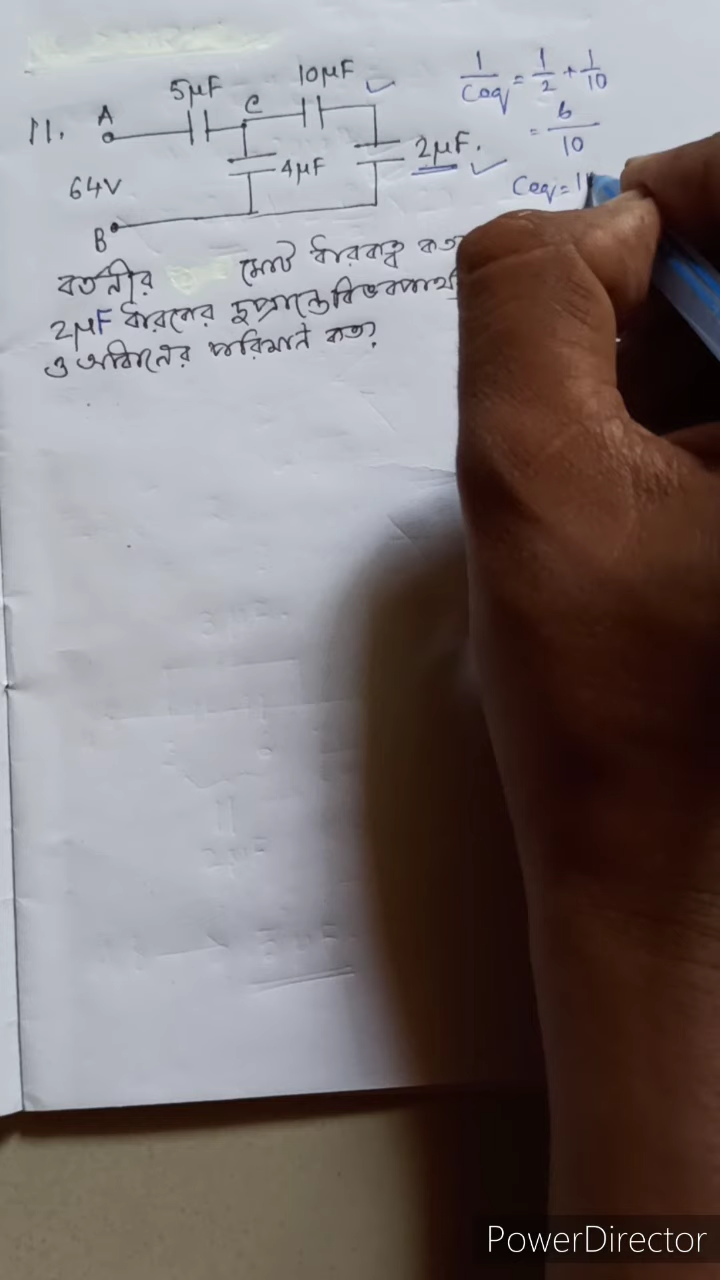 11. A 5μF C 10μF
64V 4μF 2μF.
B
1/Ceq = 1/2 + 1/10
= 6/10
Ceq = 1
বর্তনীর মোট ধারকত্ব কত
2μF ধারকের দুপ্রান্তে বিভবপার্থ
ও আধানের পরিমাণ কত?
PowerDirector